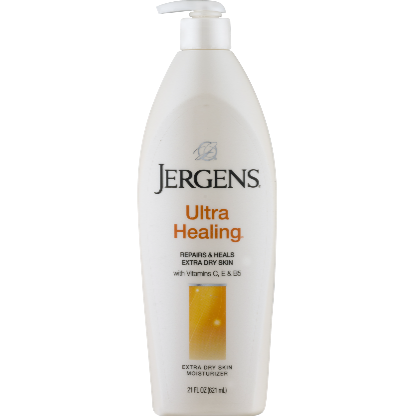 JERGENS
Ultra
Healing
REPAIRS & HEALS
EXTRA DRY SKIN
with Vitamins C, E & B5
EXTRA DRY SKIN
MOISTURIZER
21 FL OZ (621 mL)